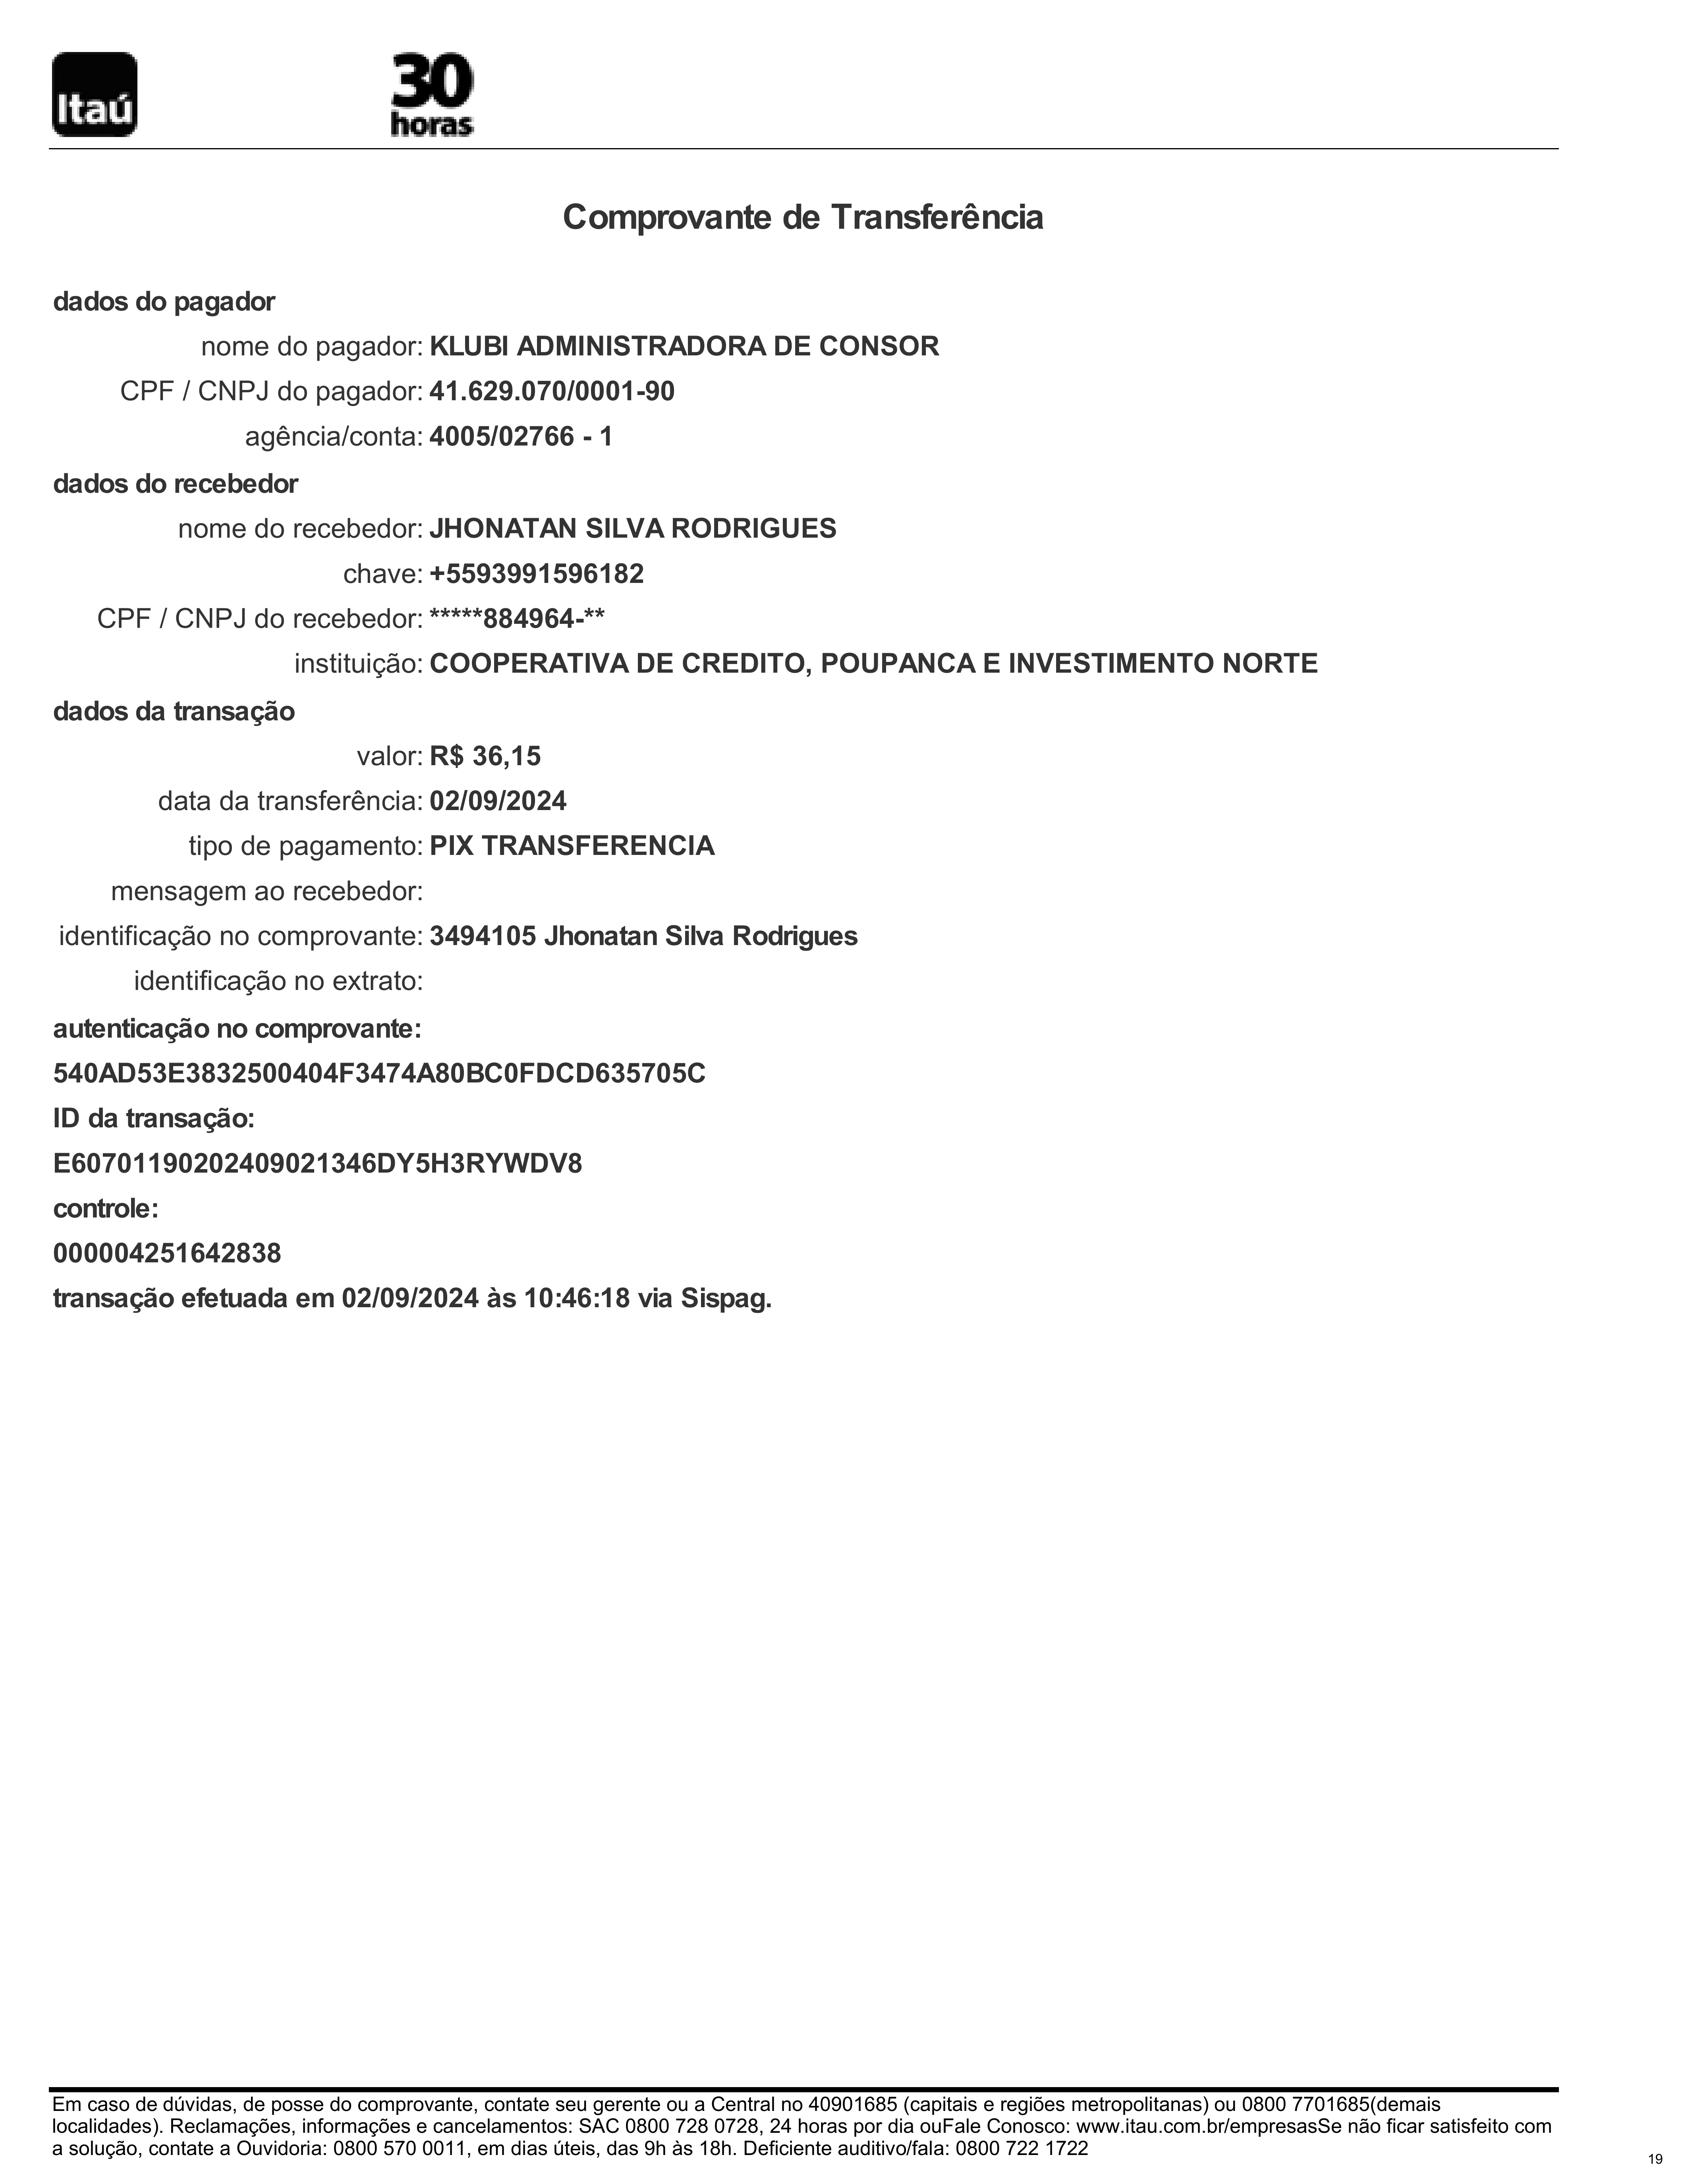 Itaú
30
horas
Comprovante de Transferência
dados do pagador
nome do pagador: KLUBI ADMINISTRADORA DE CONSOR
CPF / CNPJ do pagador: 41.629.070/0001-90
agência/conta: 4005/02766 - 1
dados do recebedor
nome do recebedor: JHONATAN SILVA RODRIGUES
chave: +5593991596182
CPF / CNPJ do recebedor: *****884964-**
instituição: COOPERATIVA DE CREDITO, POUPANCA E INVESTIMENTO NORTE
dados da transação
valor: R$ 36,15
data da transferência: 02/09/2024
tipo de pagamento: PIX TRANSFERENCIA
mensagem ao recebedor:
identificação no comprovante: 3494105 Jhonatan Silva Rodrigues
identificação no extrato:
autenticação no comprovante:
540AD53E3832500404F3474A80BC0FDCD635705C
ID da transação:
E60701190202409021346DY5H3RYWDV8
controle:
000004251642838
transação efetuada em 02/09/2024 às 10:46:18 via Sispag.
Em caso de dúvidas, de posse do comprovante, contate seu gerente ou a Central no 40901685 (capitais e regiões metropolitanas) ou 0800 7701685(demais
localidades). Reclamações, informações e cancelamentos: SAC 0800 728 0728, 24 horas por dia ouFale Conosco: www.itau.com.br/empresasSe não ficar satisfeito com
a solução, contate a Ouvidoria: 0800 570 0011, em dias úteis, das 9h às 18h. Deficiente auditivo/fala: 0800 722 1722
19